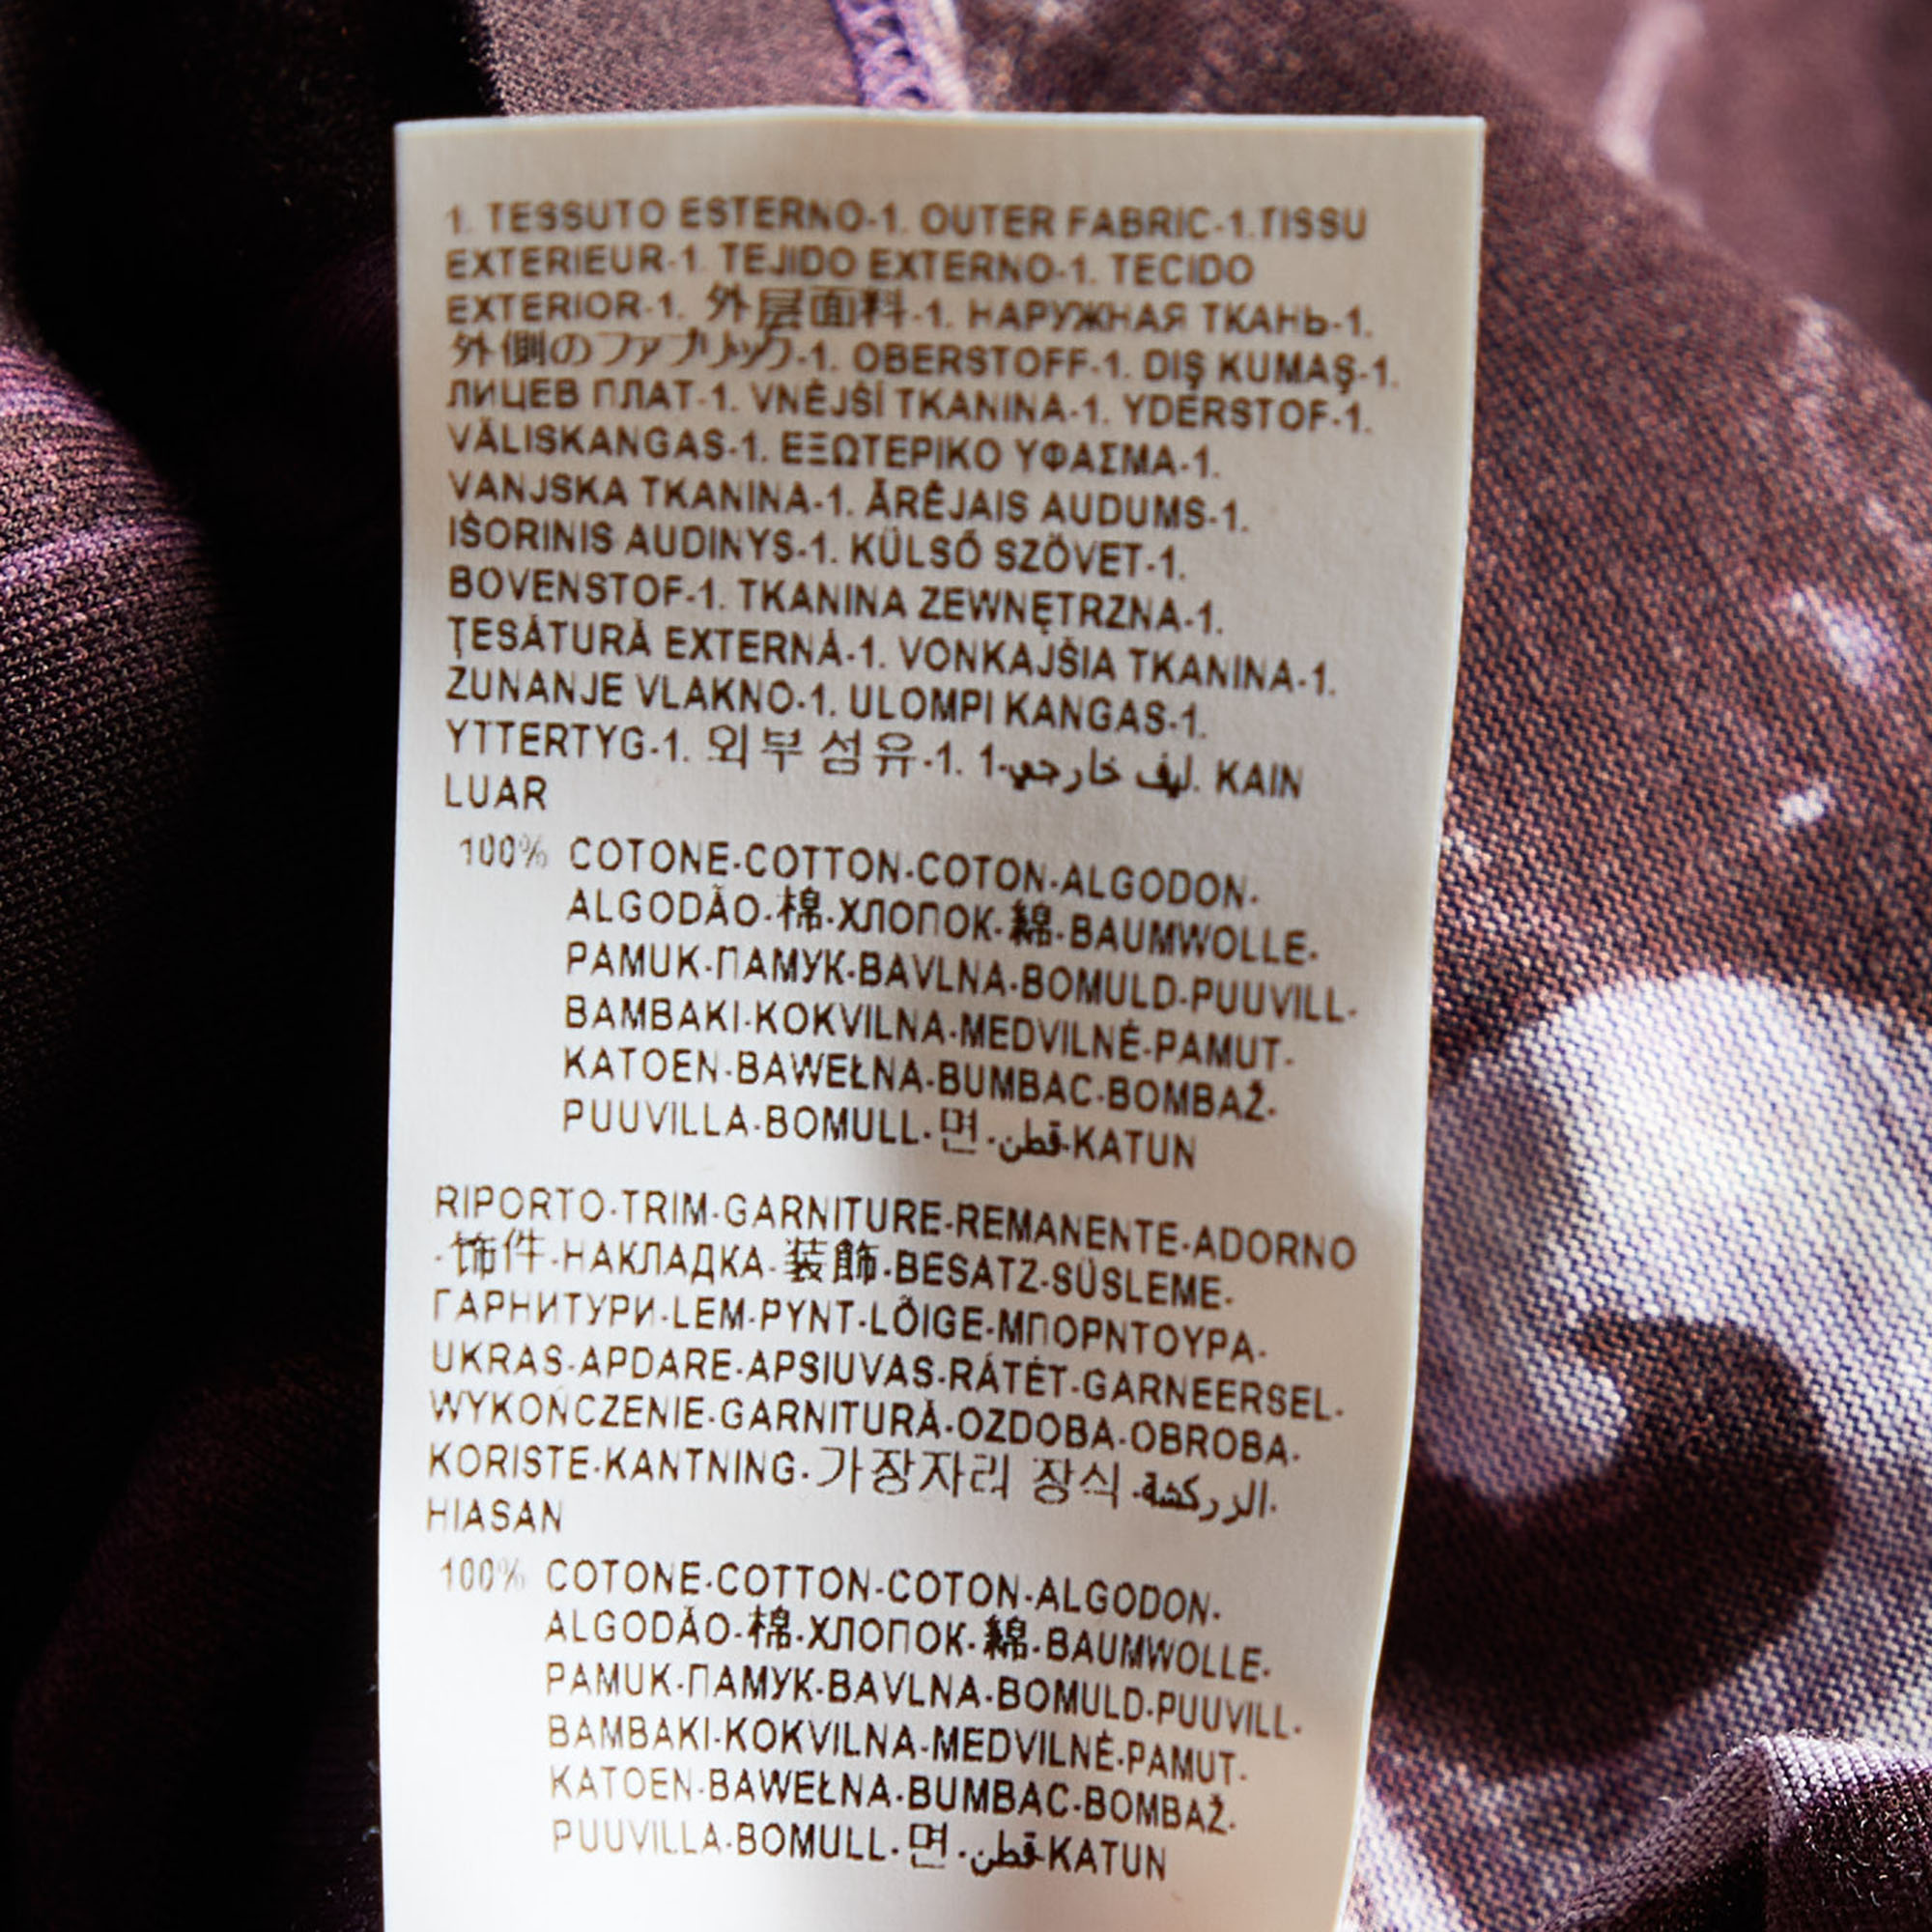 1. TESSUTO ESTERNO-1. OUTER FABRIC-1.TISSU
EXTERIEUR-1. TEJIDO EXTERNO-1. TECIDO
EXTERIOR-1. 外层面料-1. НАРУЖНАЯ ТКАНЬ-1.
外側のファブリック-1. OBERSTOFF-1. DIŞ KUMAŞ-1.
ЛИЦЕВ ПЛАТ-1. VNĚJŠÍ TKANINA-1. YDERSTOF-1.
VÄLISKANGAS-1. ΕΞΩΤΕΡΙΚΟ ΥΦΑΣΜΑ-1.
VANJSKA TKANINA-1. ĀRĒJAIS AUDUMS-1.
IŠORINIS AUDINYS-1. KÜLSŐ SZÖVET-1.
BOVENSTOF-1. TKANINA ZEWNĘTRZNA-1.
ŢESĂTURĂ EXTERNĂ-1. VONKAJŠIA TKANINA-1.
ZUNANJE VLAKNO-1. ULOMPI KANGAS-1.
YTTERTYG-1. 외부 섬유-1. 1-ليف خارجي. KAIN
LUAR
100% COTONE-COTTON-COTON-ALGODON-
ALGODÃO-棉-ХЛОПОК-綿-BAUMWOLLE-
PAMUK-ПАМУК-BAVLNA-BOMULD-PUUVILL-
BAMBAKI-KOKVILNA-MEDVILNĖ-PAMUT-
KATOEN-BAWEŁNA-BUMBAC-BOMBAŽ-
PUUVILLA-BOMULL-면-قطن-KATUN
RIPORTO-TRIM-GARNITURE-REMANENTE-ADORNO
-饰件-НАКЛАДКА-装飾-BESATZ-SÜSLEME-
ГАРНИТУРИ-LEM-PYNT-LÕIGE-ΜΠΟΡΝΤΟΥΡΑ-
UKRAS-APDARE-APSIUVAS-RÁTÉT-GARNEERSEL-
WYKOŃCZENIE-GARNITURĂ-OZDOBA-OBROBA-
KORISTE-KANTNING-가장자리 장식-الزركشة-
HIASAN
100% COTONE-COTTON-COTON-ALGODON-
ALGODÃO-棉-ХЛОПОК-綿-BAUMWOLLE-
PAMUK-ПАМУК-BAVLNA-BOMULD-PUUVILL-
BAMBAKI-KOKVILNA-MEDVILNĖ-PAMUT-
KATOEN-BAWEŁNA-BUMBAC-BOMBAŽ-
PUUVILLA-BOMULL-면-قطن-KATUN